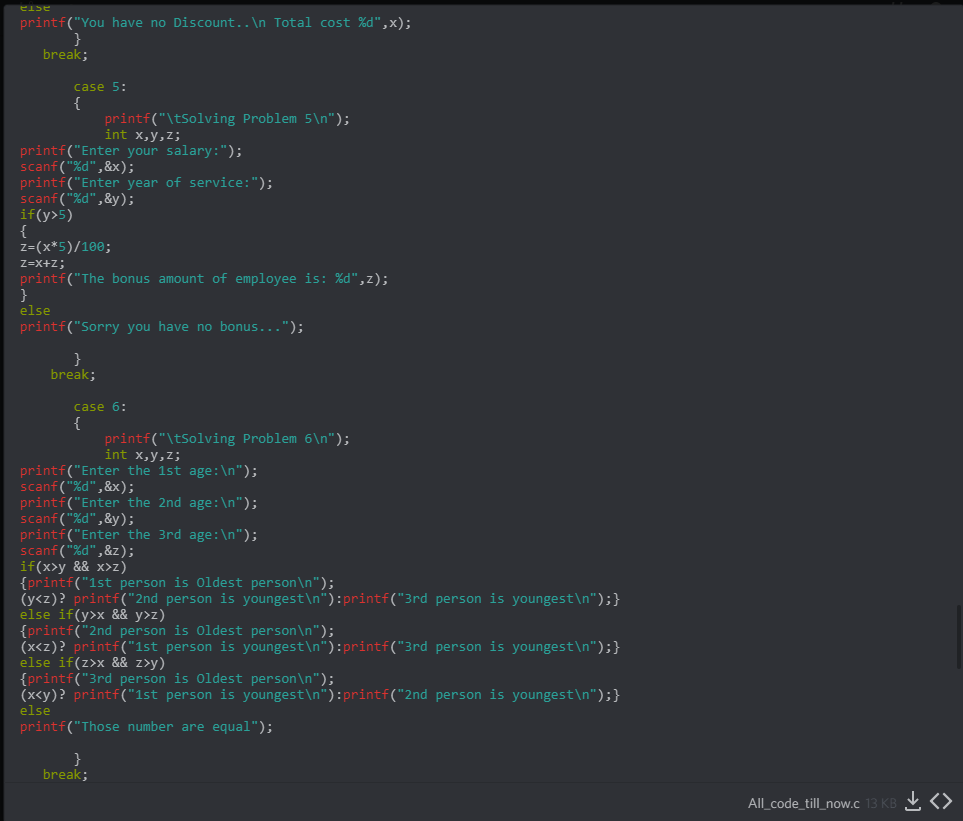 else
printf("You have no Discount..\n Total cost %d",x);
}
break;
case 5:
{
printf("\tSolving Problem 5\n");
int x,y,z;
printf("Enter your salary:");
scanf("%d",&x);
printf("Enter year of service:");
scanf("%d",&y);
if(y>5)
{
z=(x*5)/100;
z=x+z;
printf("The bonus amount of employee is: %d",z);
}
else
printf("Sorry you have no bonus...");
}
break;
case 6:
{
printf("\tSolving Problem 6\n");
int x,y,z;
printf("Enter the 1st age:\n");
scanf("%d",&x);
printf("Enter the 2nd age:\n");
scanf("%d",&y);
printf("Enter the 3rd age:\n");
scanf("%d",&z);
if(x>y && x>z)
{printf("1st person is Oldest person\n");
(y<z)? printf("2nd person is youngest\n"):printf("3rd person is youngest\n");}
else if(y>x && y>z)
{printf("2nd person is Oldest person\n");
(x<z)? printf("1st person is youngest\n"):printf("3rd person is youngest\n");}
else if(z>x && z>y)
{printf("3rd person is Oldest person\n");
(x<y)? printf("1st person is youngest\n"):printf("2nd person is youngest\n");}
else
printf("Those number are equal");
}
break;
All_code_till_now.c 13 KB